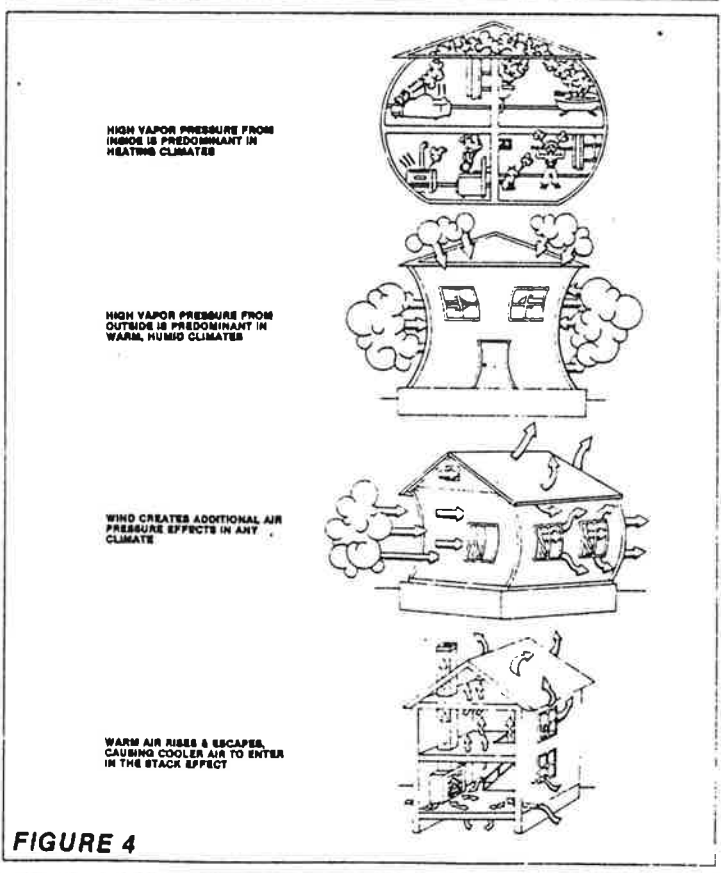 HIGH VAPOR PRESSURE FROM
INSIDE IS PREDOMINANT IN
HEATING CLIMATES
HIGH VAPOR PRESSURE FROM
OUTSIDE IS PREDOMINANT IN
WARM, HUMID CLIMATES
WIND CREATES ADDITIONAL AIR
PRESSURE EFFECTS IN ANY
CLIMATE
WARM AIR RISES & ESCAPES,
CAUSING COOLER AIR TO ENTER
IN THE STACK EFFECT
FIGURE 4